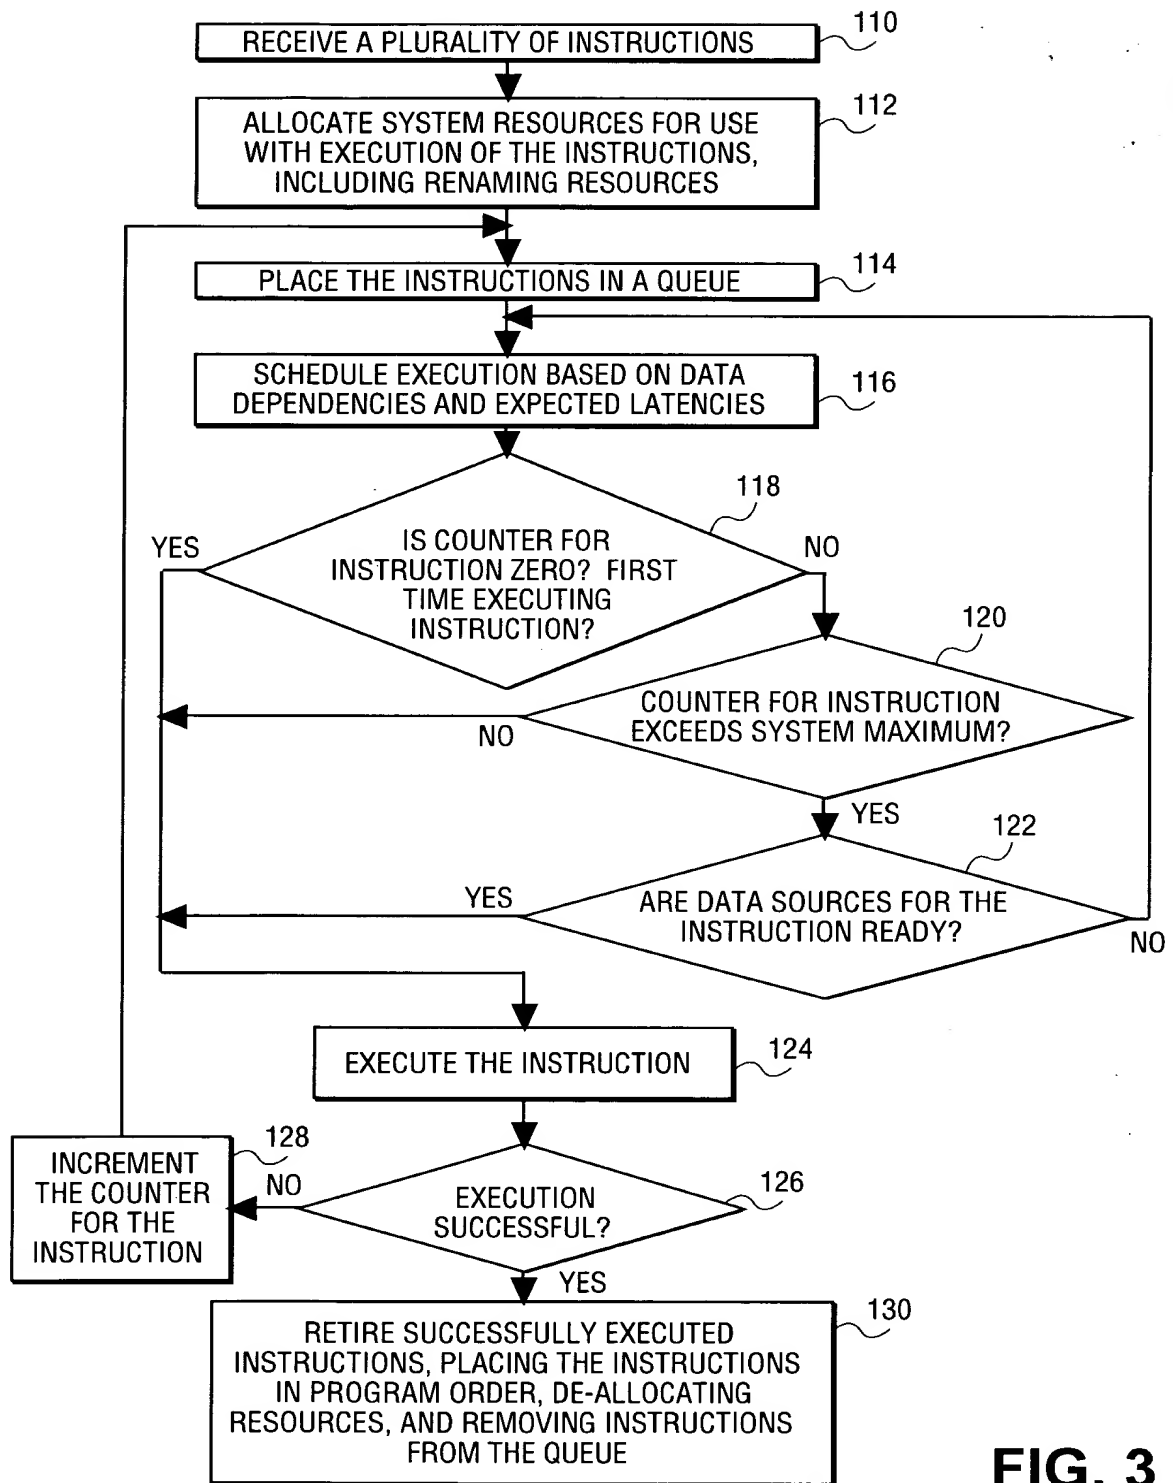 110
RECEIVE A PLURALITY OF INSTRUCTIONS
112
ALLOCATE SYSTEM RESOURCES FOR USE
WITH EXECUTION OF THE INSTRUCTIONS,
INCLUDING RENAMING RESOURCES
114
PLACE THE INSTRUCTIONS IN A QUEUE
116
SCHEDULE EXECUTION BASED ON DATA
DEPENDENCIES AND EXPECTED LATENCIES
118
YES
NO
IS COUNTER FOR
INSTRUCTION ZERO? FIRST
TIME EXECUTING
INSTRUCTION?
120
COUNTER FOR INSTRUCTION
EXCEEDS SYSTEM MAXIMUM?
NO
YES
122
YES
ARE DATA SOURCES FOR THE
INSTRUCTION READY?
NO
124
EXECUTE THE INSTRUCTION
128
INCREMENT
THE COUNTER
FOR THE
INSTRUCTION
NO
126
EXECUTION
SUCCESSFUL?
YES
130
RETIRE SUCCESSFULLY EXECUTED
INSTRUCTIONS, PLACING THE INSTRUCTIONS
IN PROGRAM ORDER, DE-ALLOCATING
RESOURCES, AND REMOVING INSTRUCTIONS
FROM THE QUEUE
FIG. 3